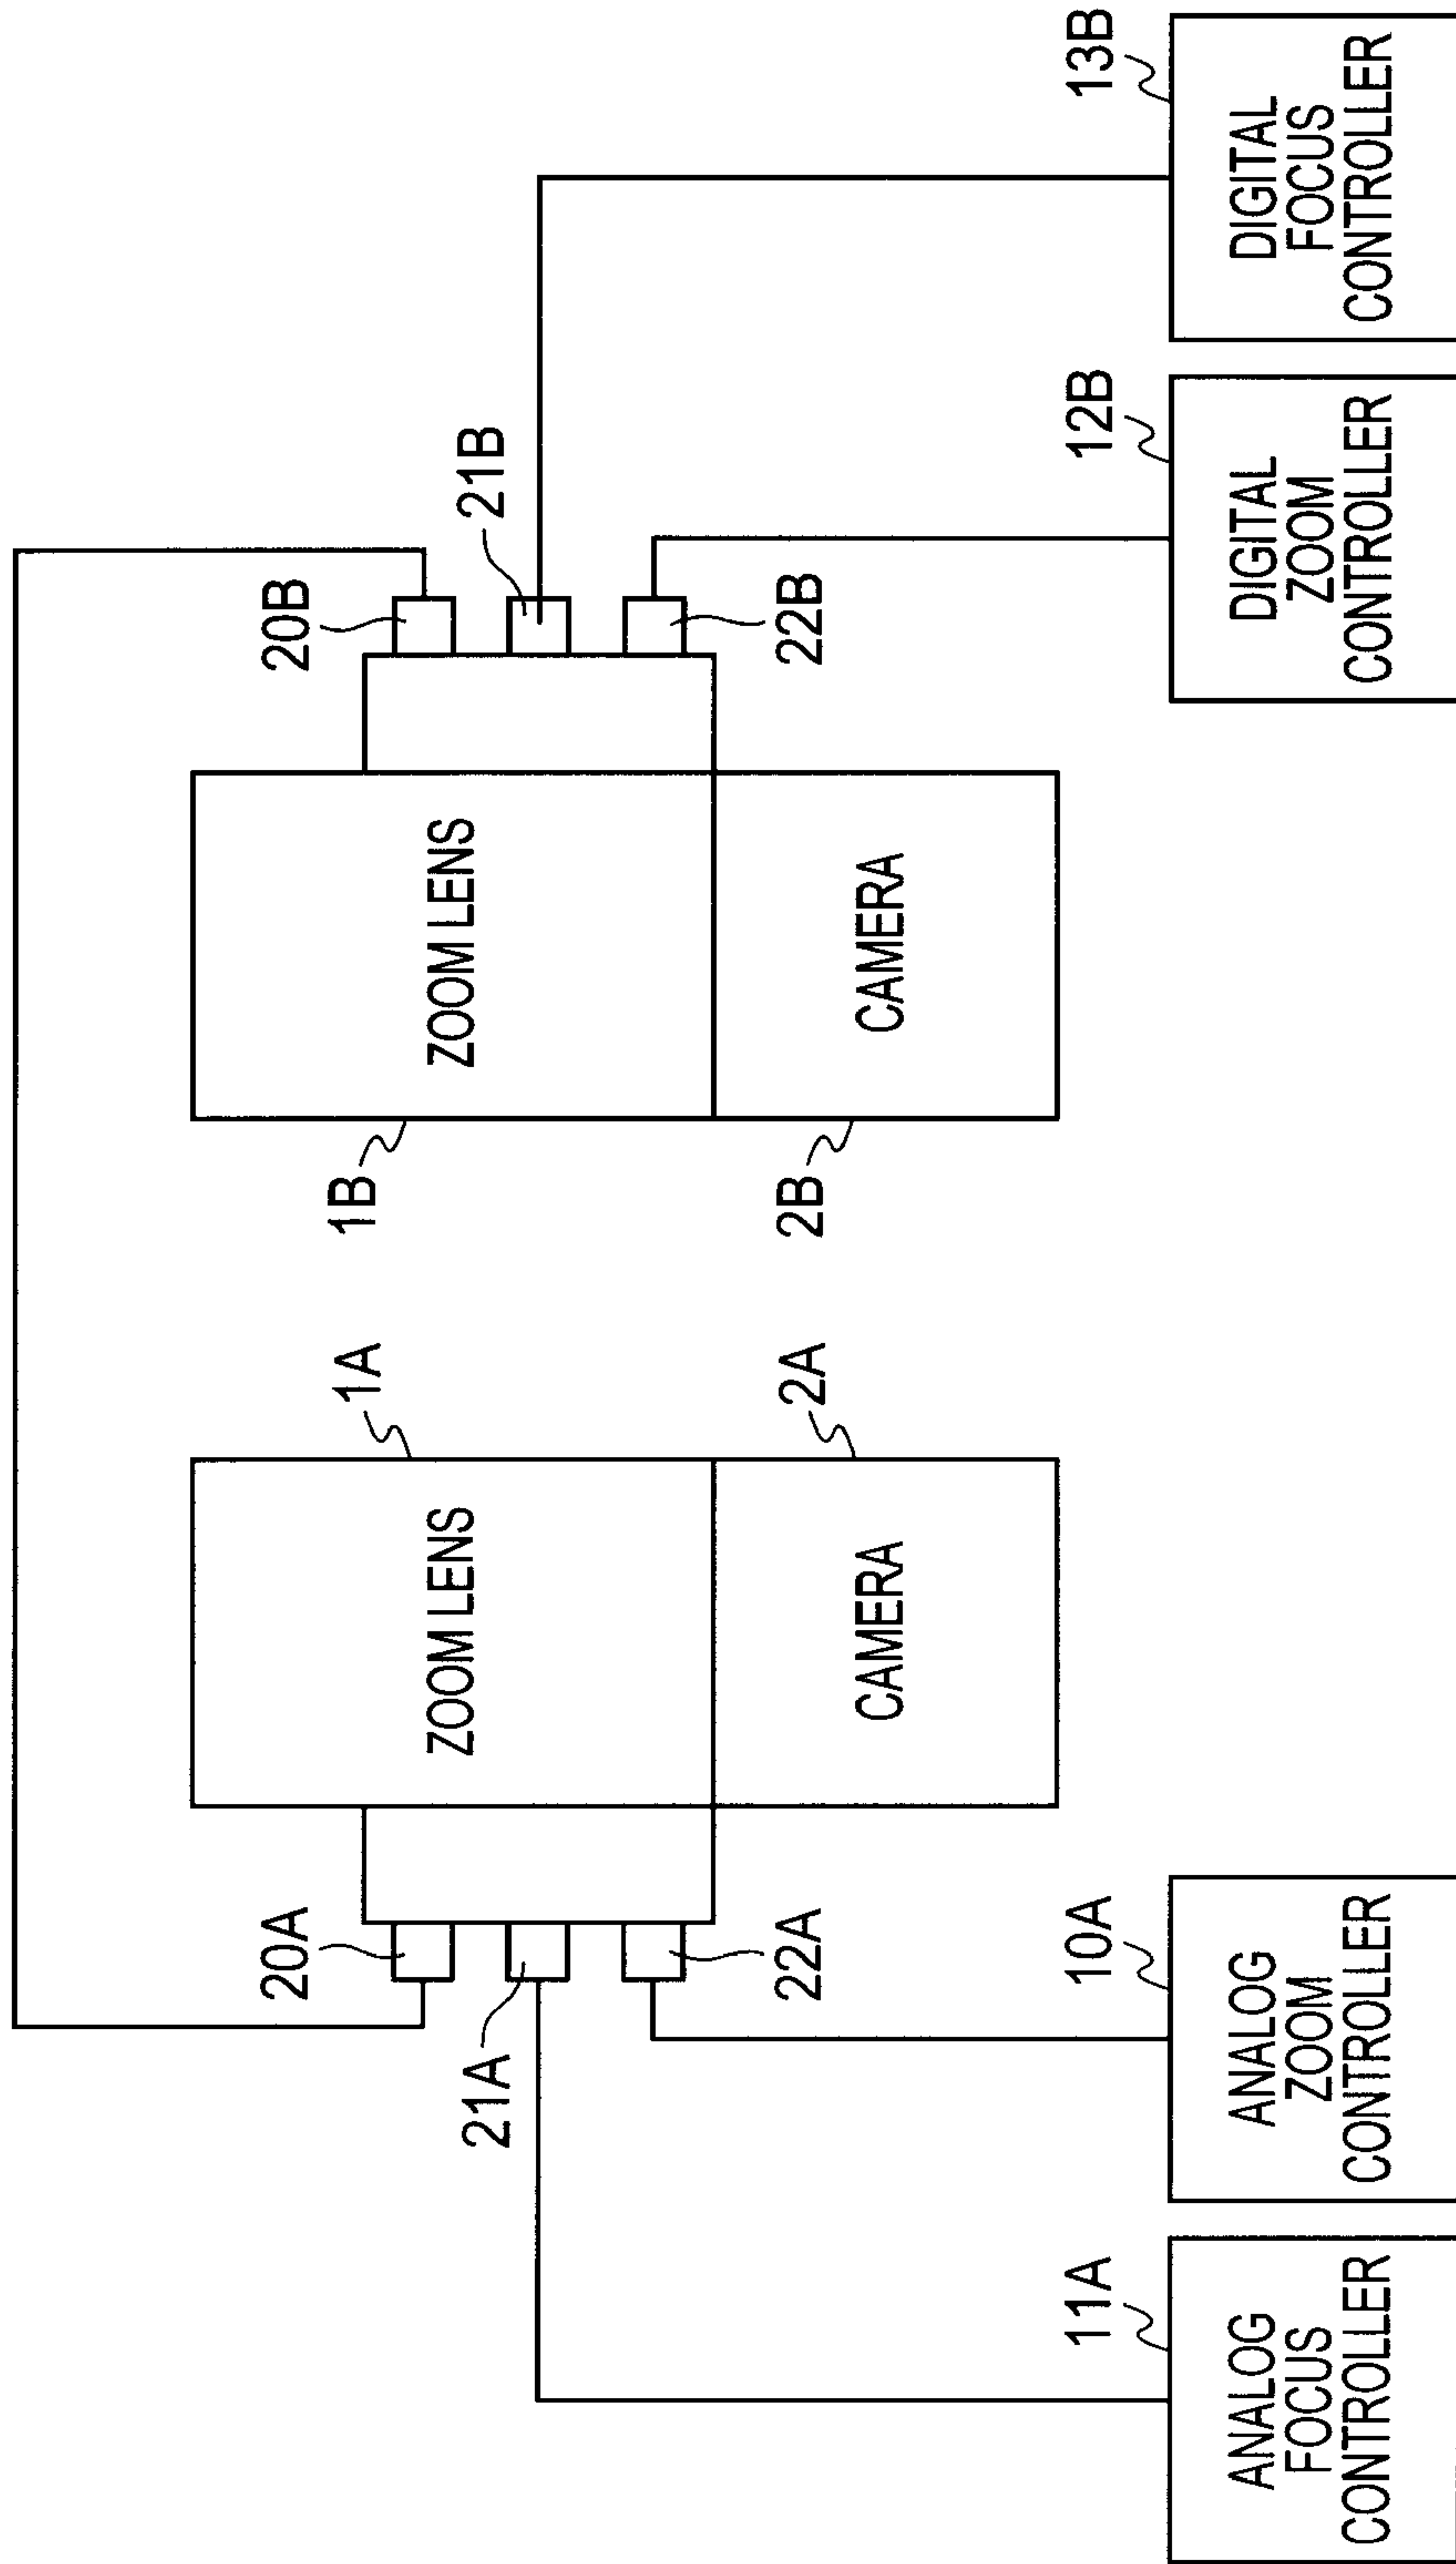 20A
21A
22A
1A
ZOOM LENS
2A
CAMERA
11A
ANALOG
FOCUS
CONTROLLER
10A
ANALOG
ZOOM
CONTROLLER
1B
ZOOM LENS
2B
CAMERA
20B
21B
22B
12B
DIGITAL
ZOOM
CONTROLLER
13B
DIGITAL
FOCUS
CONTROLLER